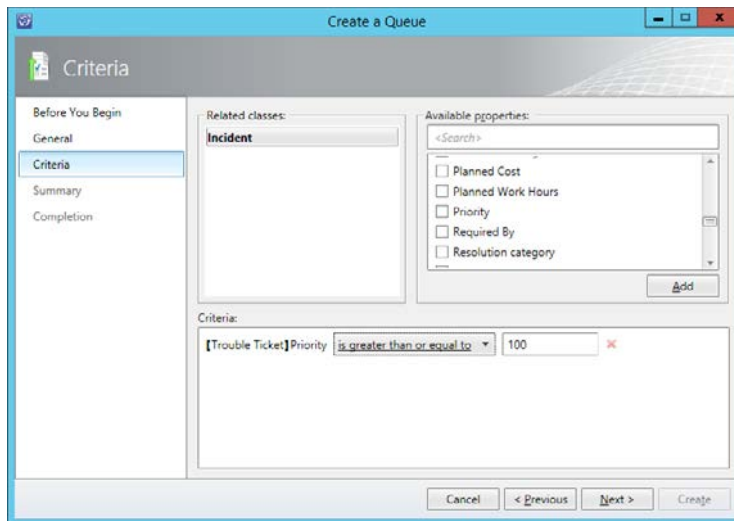 Create a Queue
Criteria
Before You Begin
General
Criteria
Summary
Completion
Related classes:
Incident
Available properties:
<Search>
Planned Cost
Planned Work Hours
Priority
Required By
Resolution category
Add
Criteria:
[Trouble Ticket]Priority is greater than or equal to 100
Cancel < Previous Next > Create